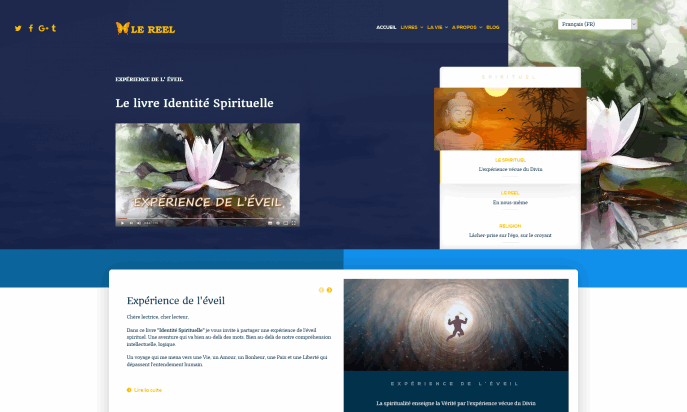 LE REEL
ACCUEIL LIVRES LA VIE A PROPOS BLOG
Français (FR)
EXPÉRIENCE DE L' ÉVEIL
Le livre Identité Spirituelle
EXPÉRIENCE DE L'ÉVEIL
SPIRITUEL
LE SPIRITUEL
L'expérience vécue du Divin.
LE REEL
En nous-même
RELIGION
Lâcher-prise sur l'égo, sur le croyant
Expérience de l'éveil
Chère lectrice, cher lecteur,
Dans ce livre "Identité Spirituelle" je vous invite à partager une expérience de l'éveil
spirituel. Une aventure qui va bien au-delà des mots. Bien au-delà de notre compréhension
intellectuelle, logique.
Un voyage qui me mena vers une Vie, un Amour, un Bonheur, une Paix et une Liberté qui
dépassent l'entendement humain.
Lire la suite
EXPÉRIENCE DE L'ÉVEIL
La spiritualité enseigne la Vérité par l'expérience vécue du Divin